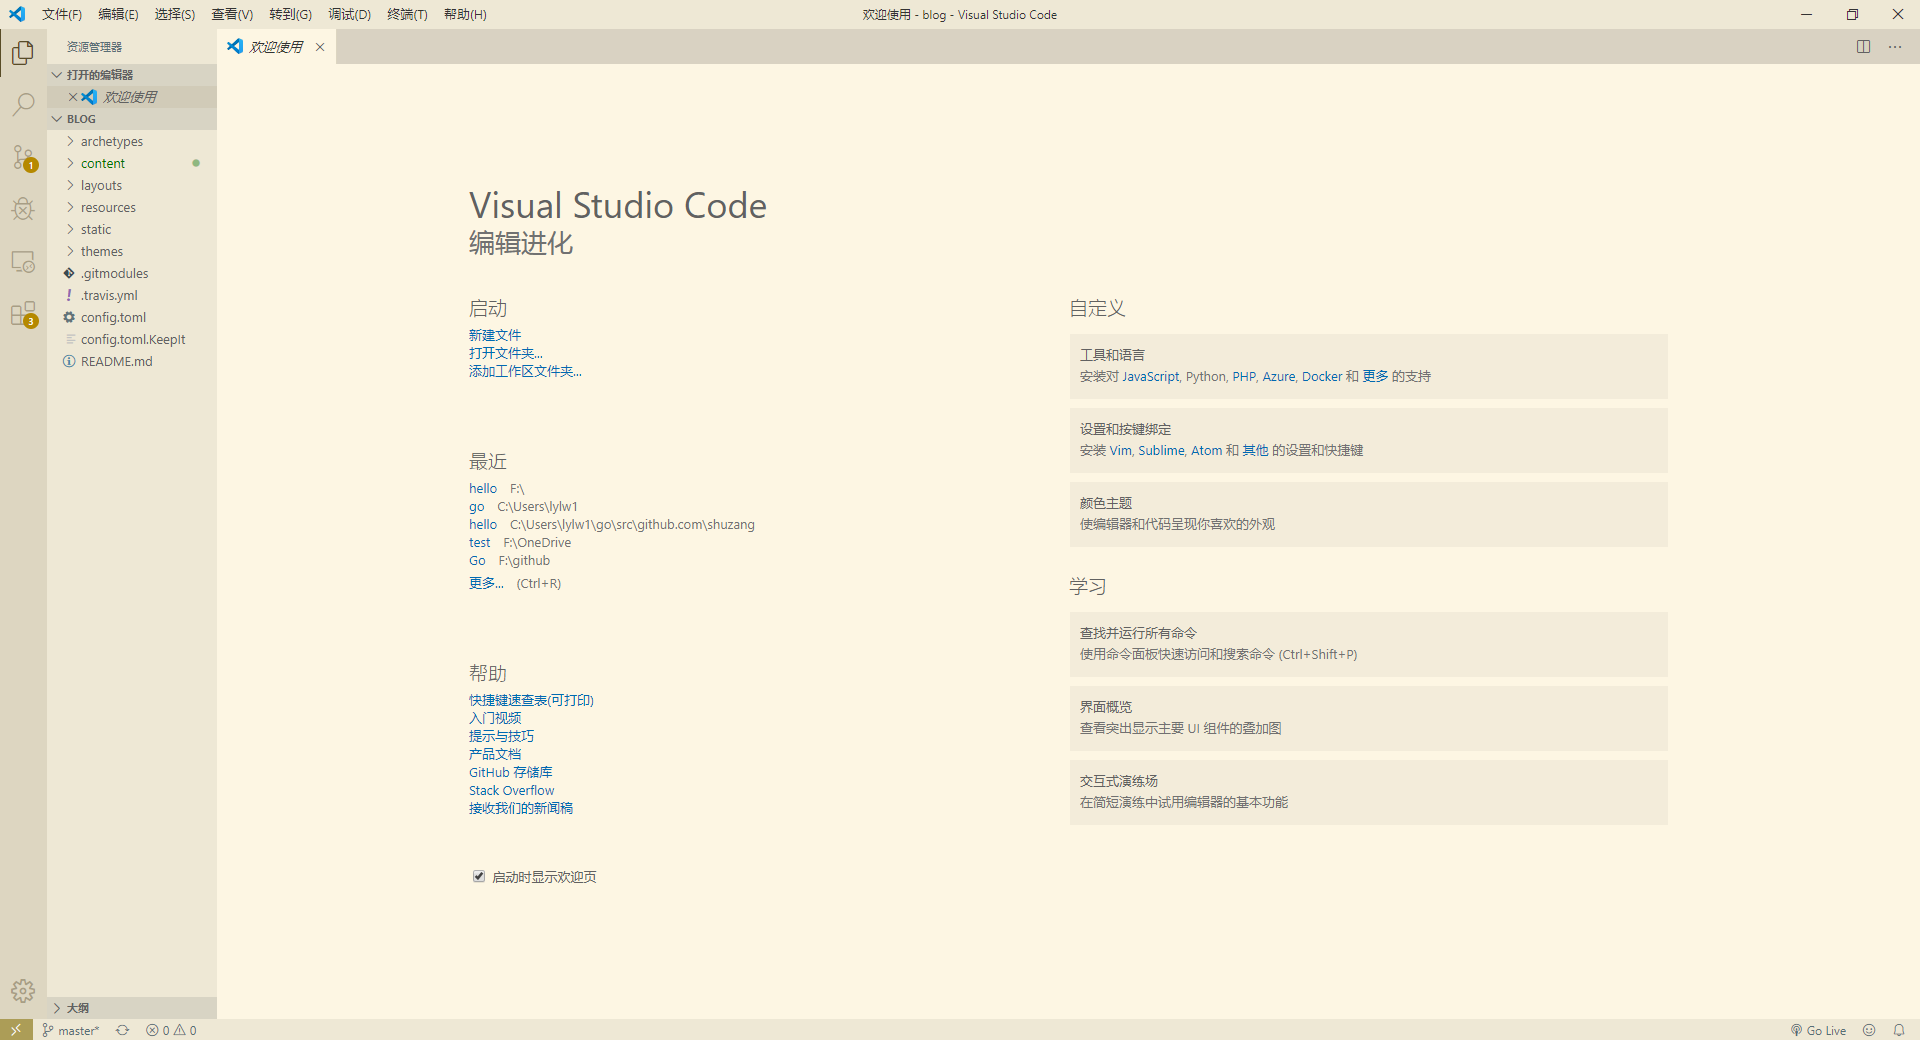 文件(F) 编辑(E) 选择(S) 查看(V) 转到(G) 调试(D) 终端(T) 帮助(H)
欢迎使用 - blog - Visual Studio Code
资源管理器
欢迎使用
打开的编辑器
欢迎使用
BLOG
archetypes
content
layouts
resources
static
themes
.gitmodules
.travis.yml
config.toml
config.toml.KeepIt
README.md
1
3
Visual Studio Code
编辑进化
启动
新建文件
打开文件夹...
添加工作区文件夹...
最近
hello F:\
go C:\Users\lylw1
hello C:\Users\lylw1\go\src\github.com\shuzang
test F:\OneDrive
Go F:\github
更多... (Ctrl+R)
帮助
快捷键速查表(可打印)
入门视频
提示与技巧
产品文档
GitHub 存储库
Stack Overflow
接收我们的新闻稿
启动时显示欢迎页
自定义
工具和语言
安装对 JavaScript, Python, PHP, Azure, Docker 和 更多 的支持
设置和按键绑定
安装 Vim, Sublime, Atom 和 其他 的设置和快捷键
颜色主题
使编辑器和代码呈现你喜欢的外观
学习
查找并运行所有命令
使用命令面板快速访问和搜索命令 (Ctrl+Shift+P)
界面概览
查看突出显示主要 UI 组件的叠加图
交互式演练场
在简短演练中试用编辑器的基本功能
大纲
master* 0 0
Go Live